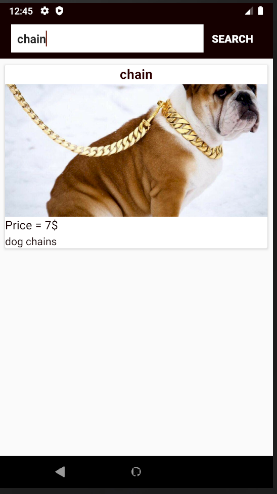 12:45
chain
SEARCH
chain
Price = 7$
dog chains